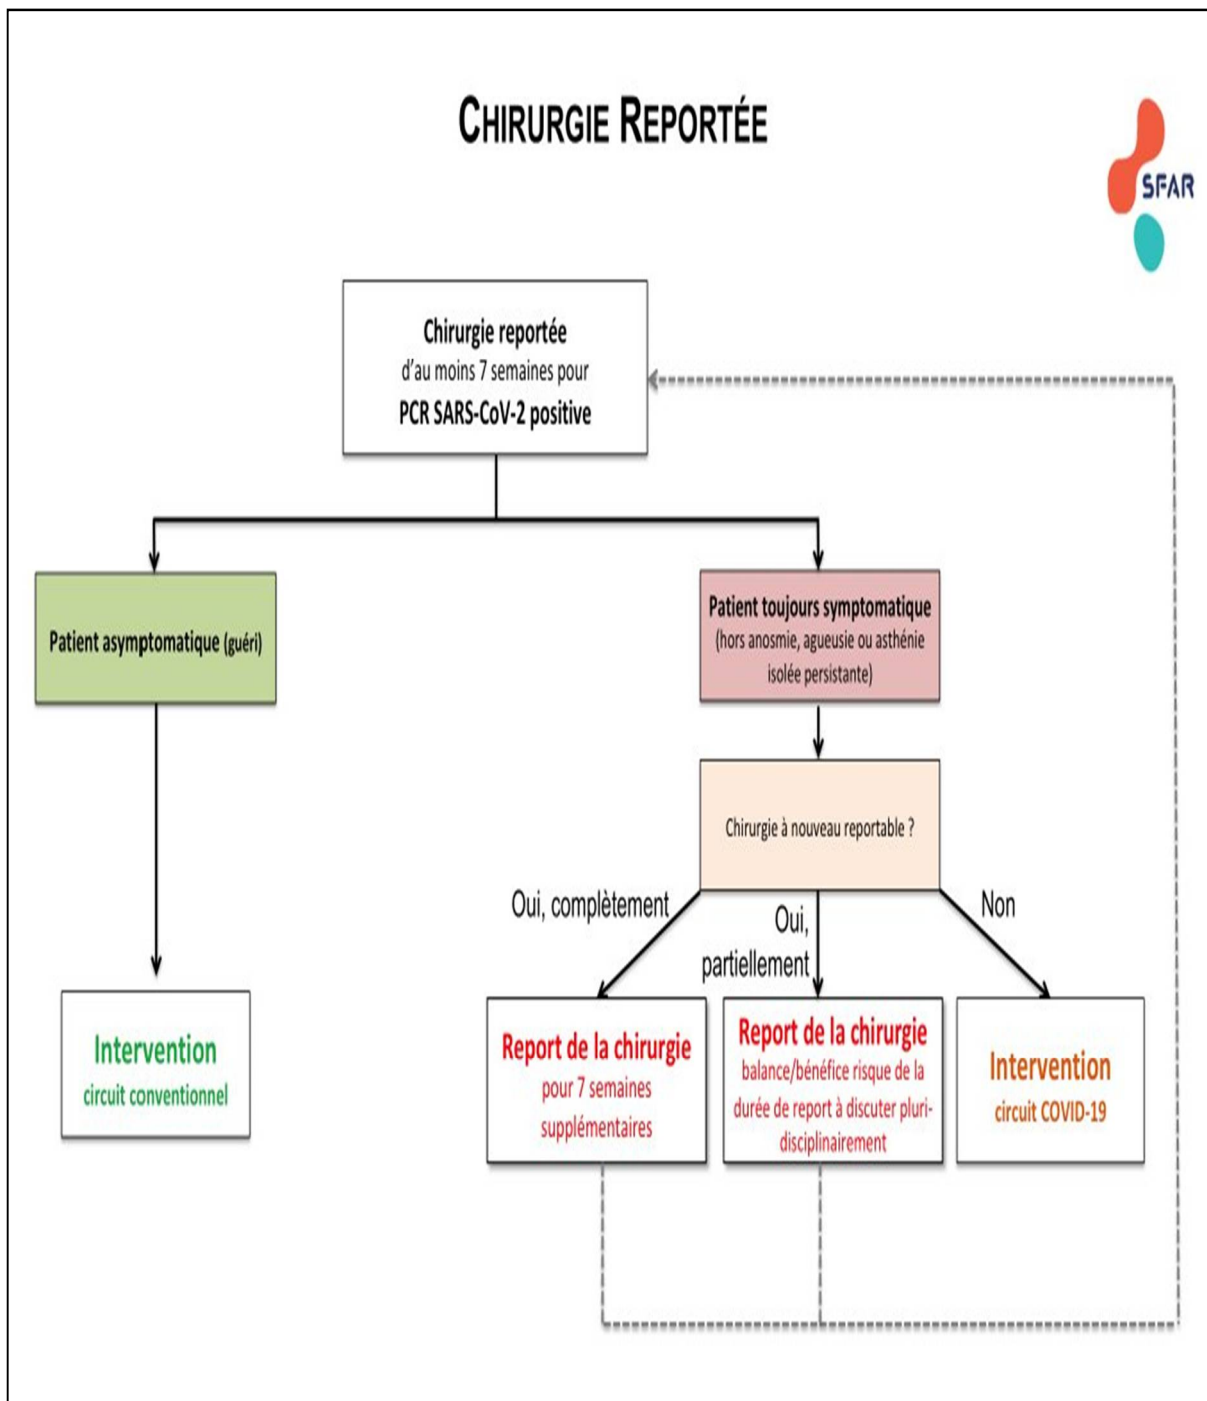 CHIRURGIE REPORTÉE
SFAR
Chirurgie reportée
d'au moins 7 semaines pour
PCR SARS-CoV-2 positive
Patient asymptomatique (guéri)
Patient toujours symptomatique
(hors anosmie, agueusie ou asthénie
isolée persistante)
Chirurgie à nouveau reportable ?
Oui, complètement
Oui,
partiellement
Non
Intervention
circuit conventionnel
Report de la chirurgie
pour 7 semaines
supplémentaires
Report de la chirurgie
balance/bénéfice risque de la
durée de report à discuter pluri-
disciplinairement
Intervention
circuit COVID-19